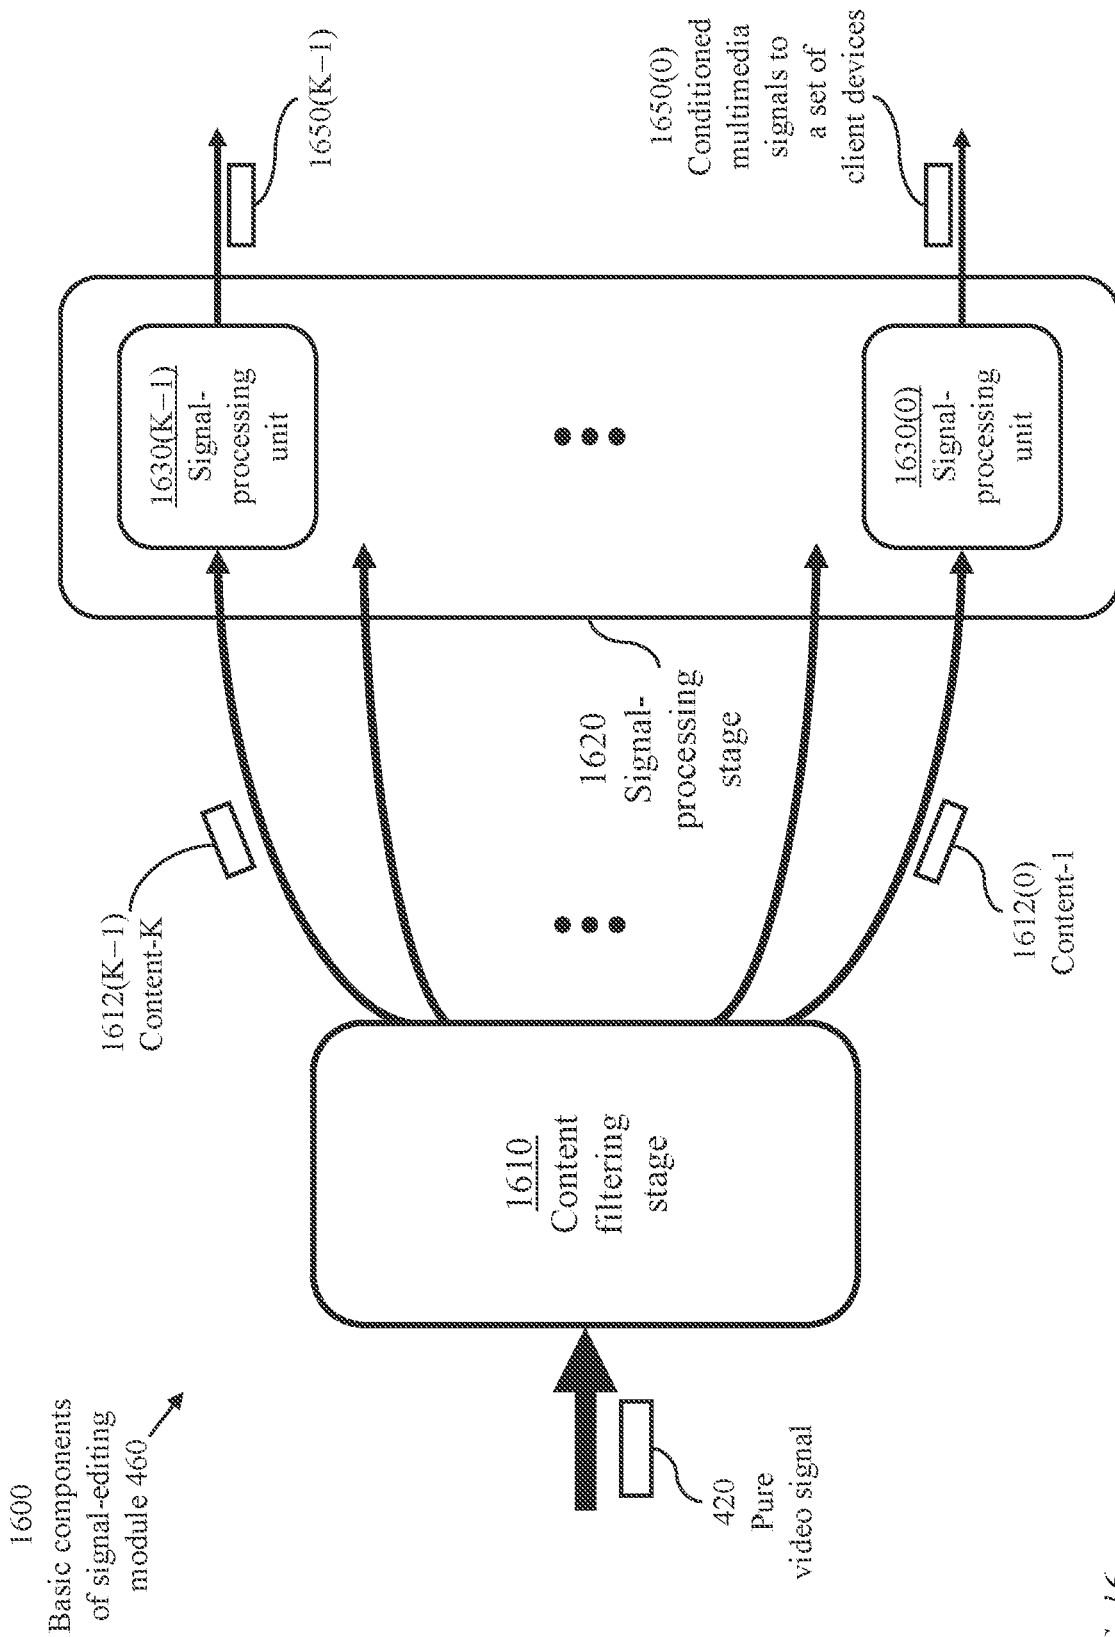 1600
Basic components
of signal-editing
module 460
420
Pure
video signal
1610
Content
filtering
stage
1612(K−1)
Content-K
1612(0)
Content-1
1620
Signal-
processing
stage
1630(K−1)
Signal-
processing
unit
1630(0)
Signal-
processing
unit
1650(K−1)
1650(0)
Conditioned
multimedia
signals to
a set of
client devices
16